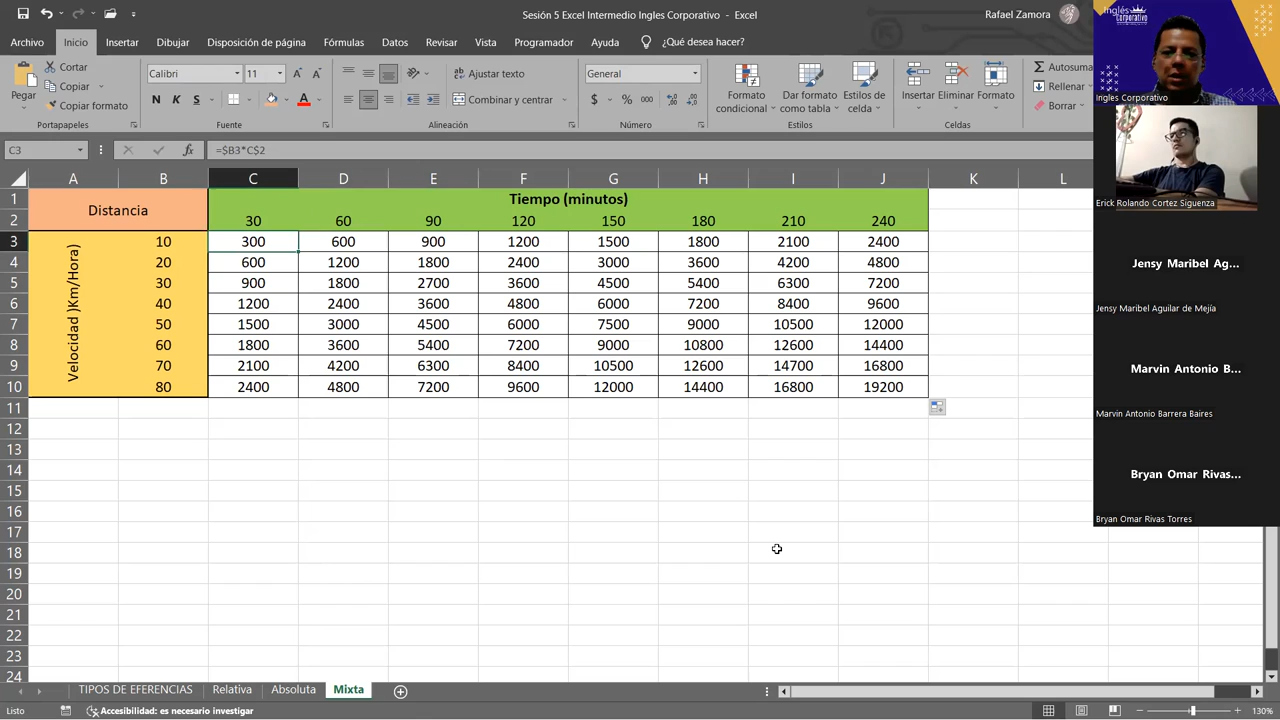 Sesión 5 Excel Intermedio Ingles Corporativo - Excel
Rafael Zamora
Archivo Inicio Insertar Dibujar Disposición de página Fórmulas Datos Revisar Vista Programador Ayuda ¿Qué desea hacer?
Cortar
Copiar
Copiar formato
Pegar
Portapapeles
Calibri 11
N K S
Fuente
Ajustar texto
Combinar y centrar
Alineación
General
$ % 000
Número
Formato condicional
Dar formato como tabla
Estilos de celda
Estilos
Insertar Eliminar Formato
Celdas
Autosuma
Rellenar
Borrar
C3 fx =$B3*C$2
A B C D E F G H I J K L
1 Distancia Tiempo (minutos)
2 30 60 90 120 150 180 210 240
Velocidad )Km/Hora)
3 10 300 600 900 1200 1500 1800 2100 2400
4 20 600 1200 1800 2400 3000 3600 4200 4800
5 30 900 1800 2700 3600 4500 5400 6300 7200
6 40 1200 2400 3600 4800 6000 7200 8400 9600
7 50 1500 3000 4500 6000 7500 9000 10500 12000
8 60 1800 3600 5400 7200 9000 10800 12600 14400
9 70 2100 4200 6300 8400 10500 12600 14700 16800
10 80 2400 4800 7200 9600 12000 14400 16800 19200
11
12
13
14
15
16
17
18
19
20
21
22
23
24
TIPOS DE EFERENCIAS Relativa Absoluta Mixta
Listo Accesibilidad: es necesario investigar 130%
Inglés
Corporativo
Ingles Corporativo
Erick Rolando Cortez Siguenza
Jensy Maribel Ag...
Jensy Maribel Aguilar de Mejía
Marvin Antonio B...
Marvin Antonio Barrera Baires
Bryan Omar Rivas...
Bryan Omar Rivas Torres